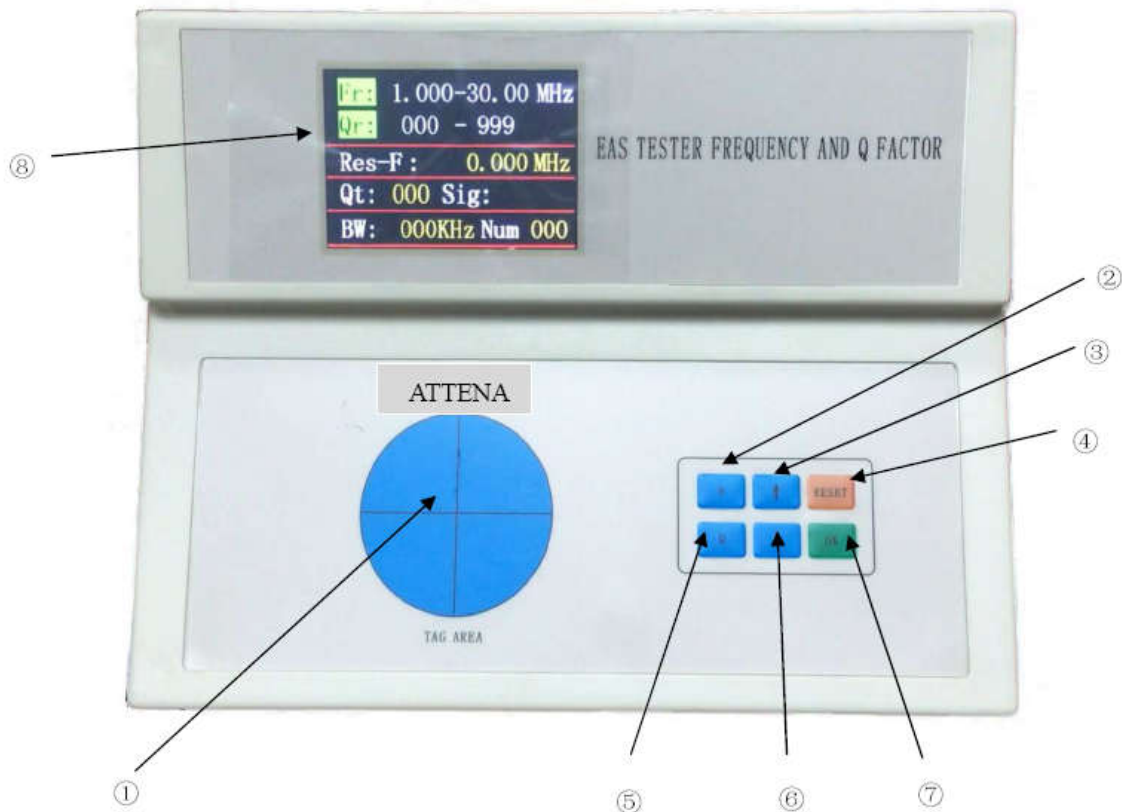 Fr: 1.000-30.00 MHz
Qr: 000 - 999
Res-F: 0.000 MHz
Qt: 000 Sig:
BW: 000KHz Num 000
EAS TESTER FREQUENCY AND Q FACTOR
⑧
②
③
④
ATTENA
RESET
OK
TAG AREA
①
⑤
⑥
⑦